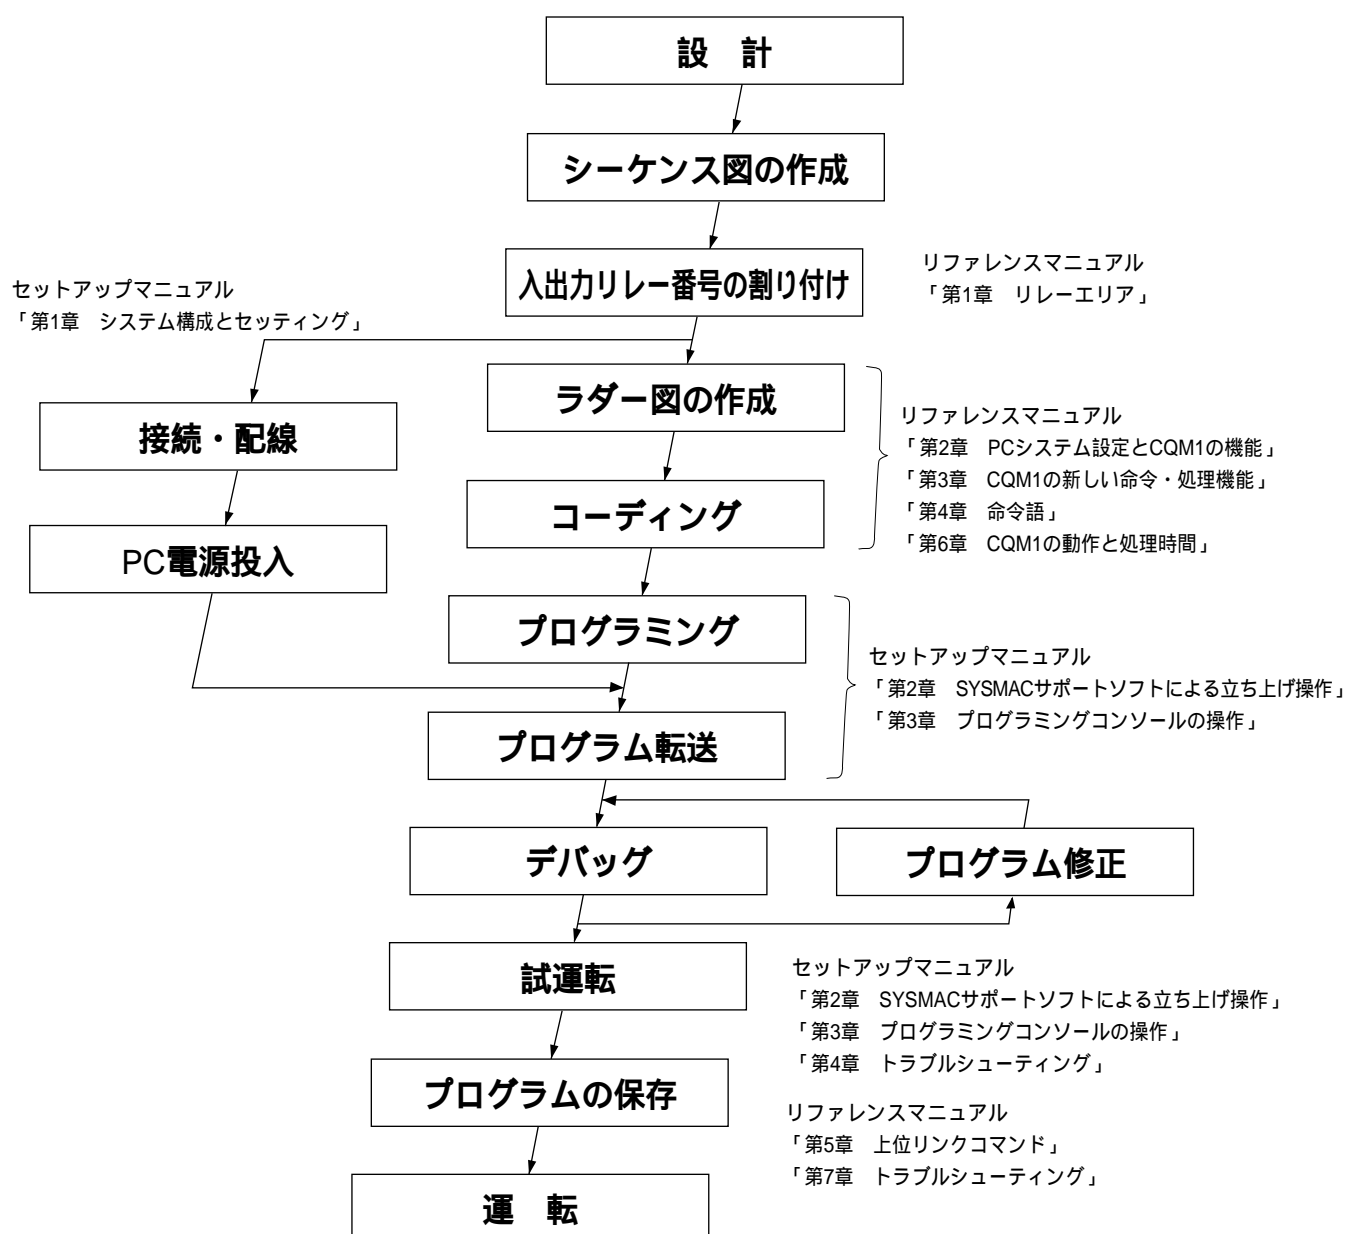 設　計
シーケンス図の作成
入出力リレー番号の割り付け
リファレンスマニュアル
「第1章　リレーエリア」
セットアップマニュアル
「第1章　システム構成とセッティング」
ラダー図の作成
接続・配線
リファレンスマニュアル
「第2章　PCシステム設定とCQM1の機能」
「第3章　CQM1の新しい命令・処理機能」
「第4章　命令語」
「第6章　CQM1の動作と処理時間」
コーディング
PC電源投入
プログラミング
セットアップマニュアル
「第2章　SYSMACサポートソフトによる立ち上げ操作」
「第3章　プログラミングコンソールの操作」
プログラム転送
デバッグ
プログラム修正
試運転
セットアップマニュアル
「第2章　SYSMACサポートソフトによる立ち上げ操作」
「第3章　プログラミングコンソールの操作」
「第4章　トラブルシューティング」
プログラムの保存
リファレンスマニュアル
「第5章　上位リンクコマンド」
「第7章　トラブルシューティング」
運　転